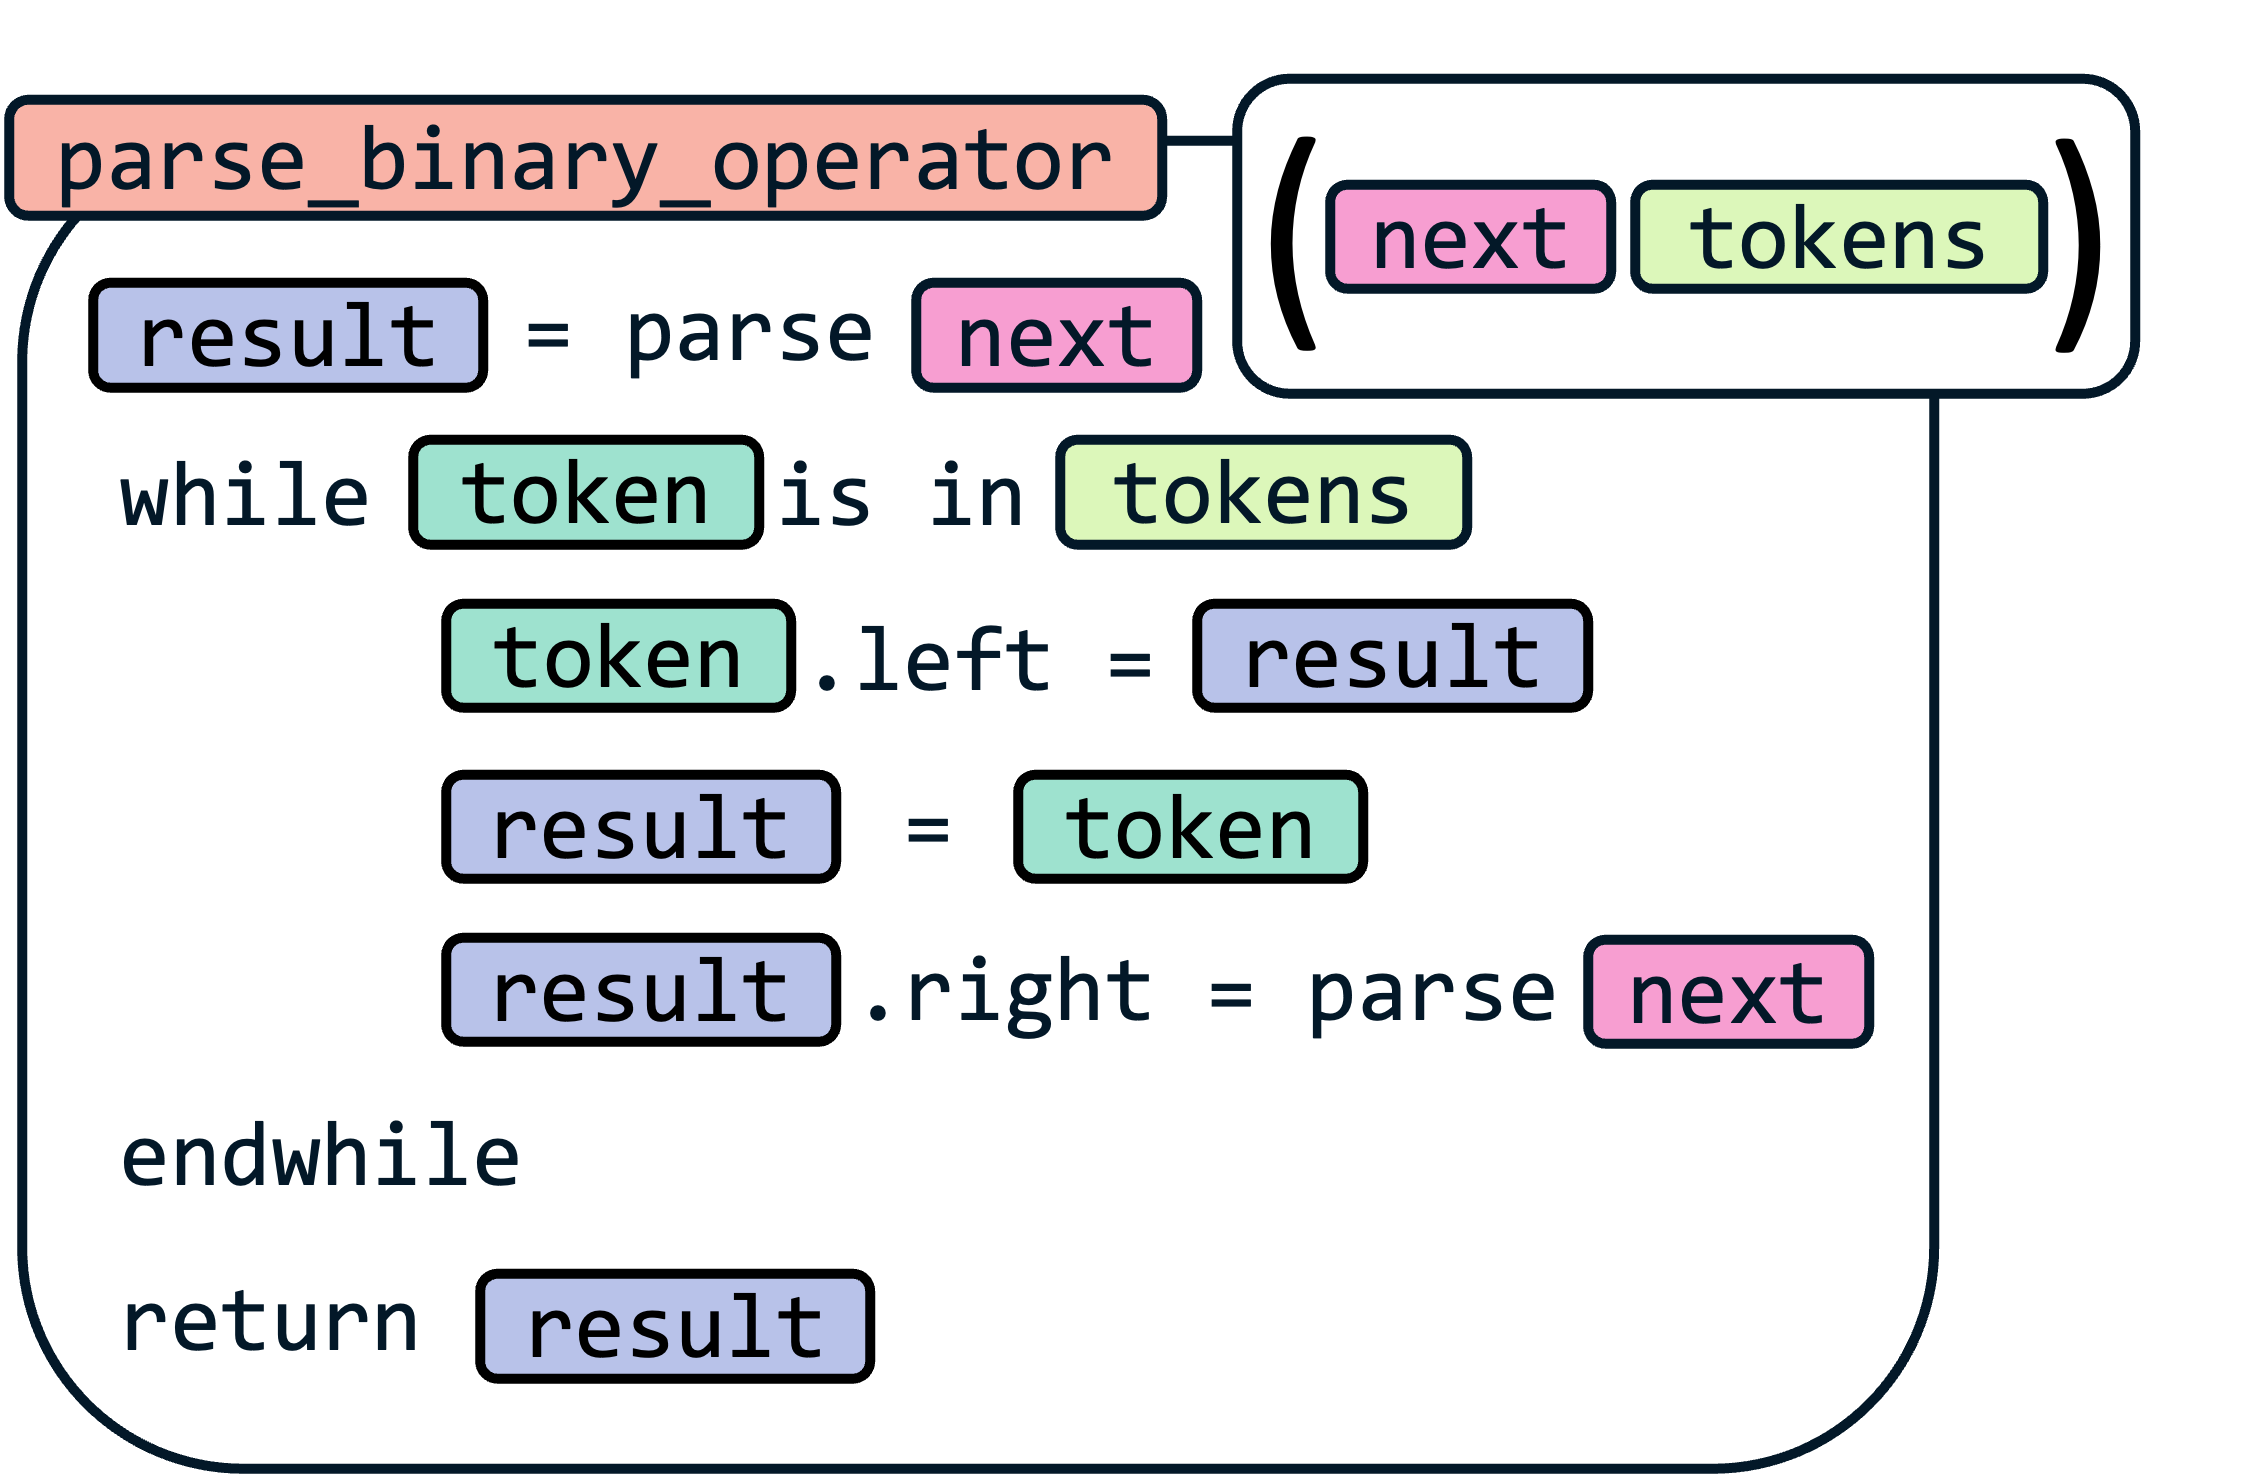 parse_binary_operator (next tokens)
result = parse next
while token is in tokens
token.left = result
result = token
result.right = parse next
endwhile
return result